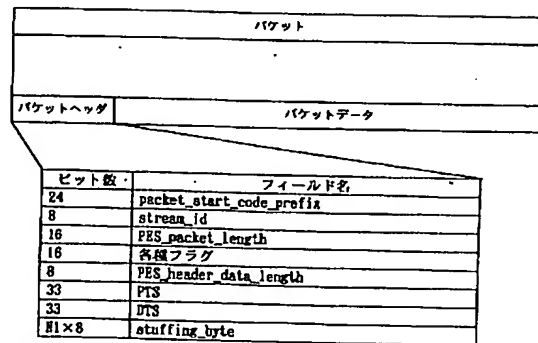 パケット
パケットヘッダ パケットデータ
ビット数 フィールド名
24 packet_start_code_prefix
8 stream_id
16 PES_packet_length
16 各種フラグ
8 PES_header_data_length
33 PTS
33 DTS
N1×8 stuffing_byte